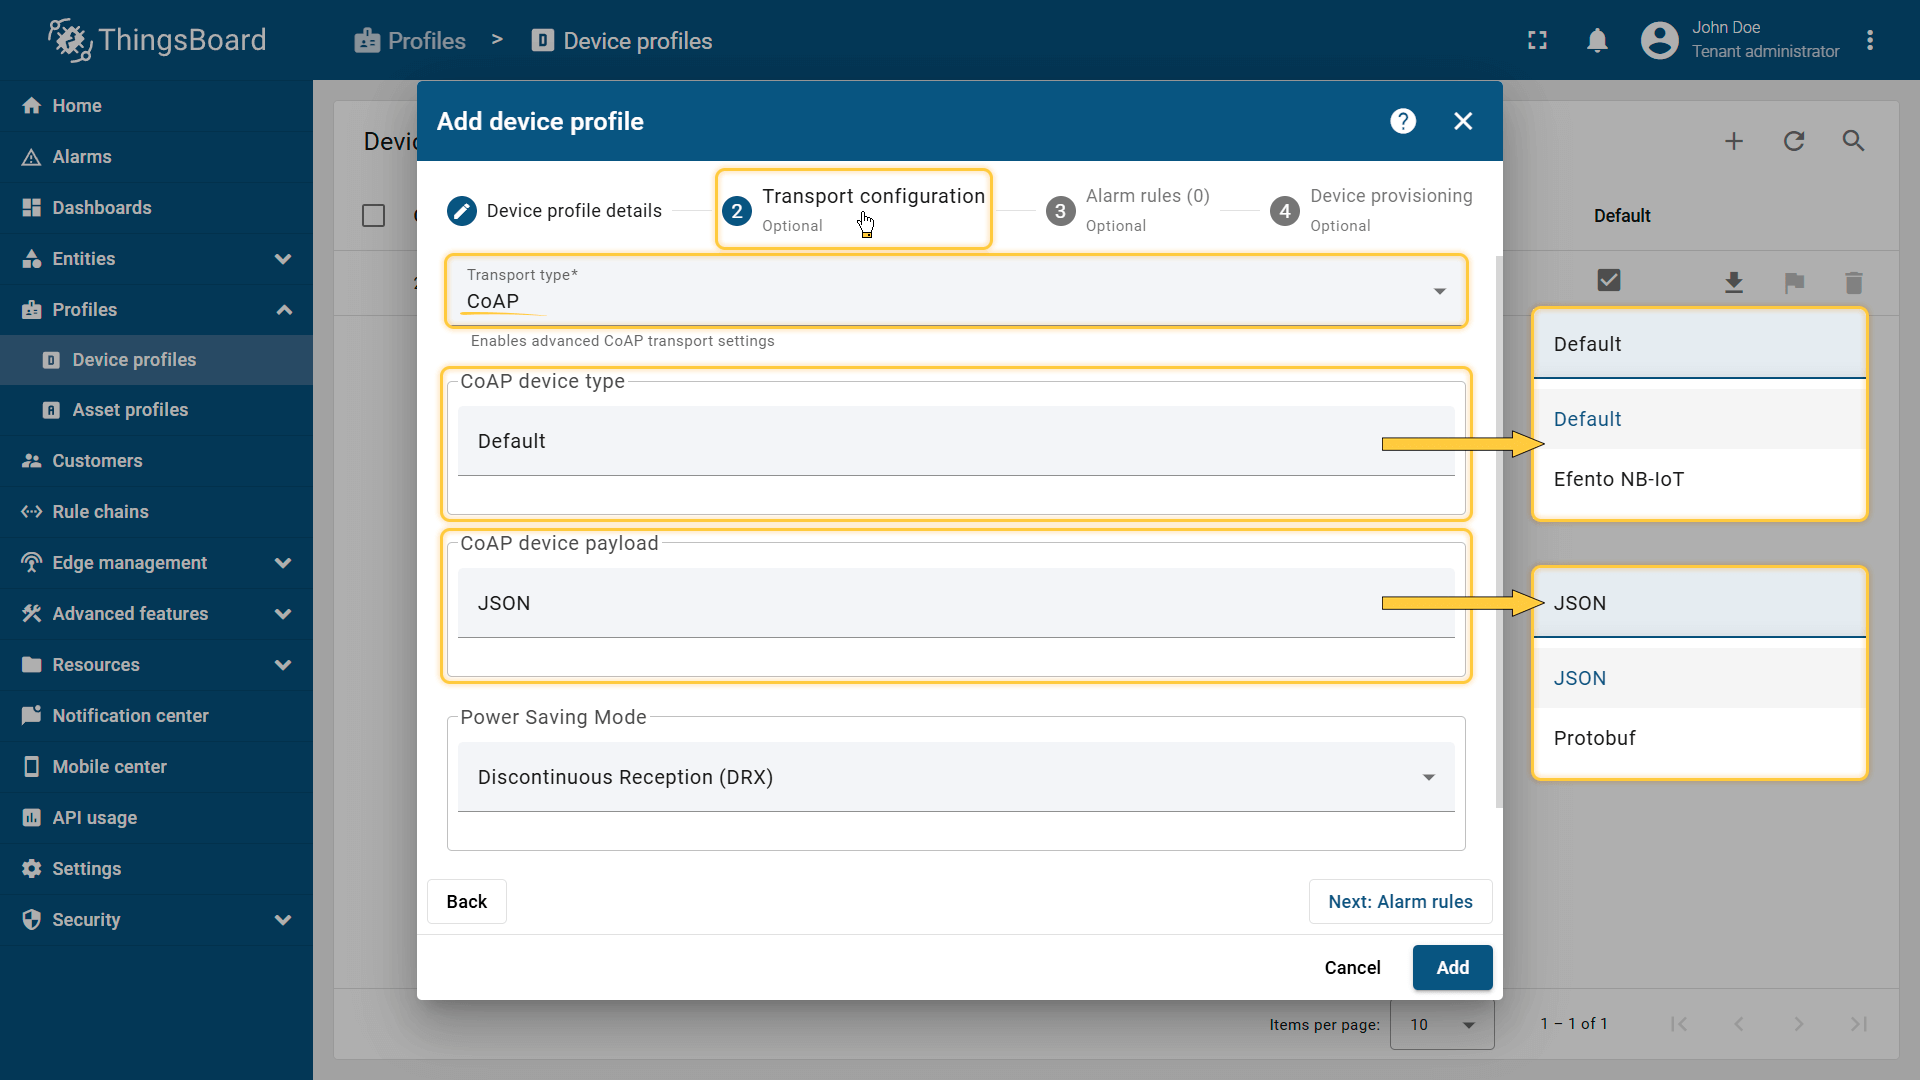 ThingsBoard
Profiles > Device profiles
John Doe
Tenant administrator
Home
Alarms
Dashboards
Entities
Profiles
Device profiles
Asset profiles
Customers
Rule chains
Edge management
Advanced features
Resources
Notification center
Mobile center
API usage
Settings
Security
Default
Add device profile
Device profile details
2 Transport configuration
Optional
3 Alarm rules (0)
Optional
4 Device provisioning
Optional
Transport type*
CoAP
Enables advanced CoAP transport settings
CoAP device type
Default
CoAP device payload
JSON
Power Saving Mode
Discontinuous Reception (DRX)
Back
Next: Alarm rules
Cancel
Add
Default
Default
Efento NB-IoT
JSON
JSON
Protobuf
Items per page: 10
1 – 1 of 1